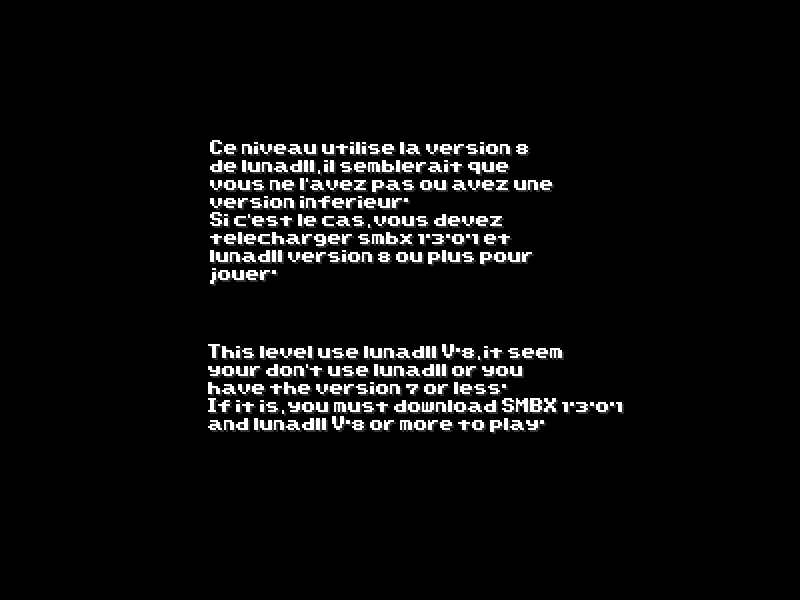 Ce niveau utilise la version 8
de lunadll,il semblerait que
vous ne l'avez pas ou avez une
version inferieur.
Si c'est le cas,vous devez
telecharger smbx 1.3.0.1 et
lunadll version 8 ou plus pour
jouer.
This level use lunadll V.8,it seem
your don't use lunadll or you
have the version 7 or less.
If it is,you must download SMBX 1.3.0.1
and lunadll V.8 or more to play.